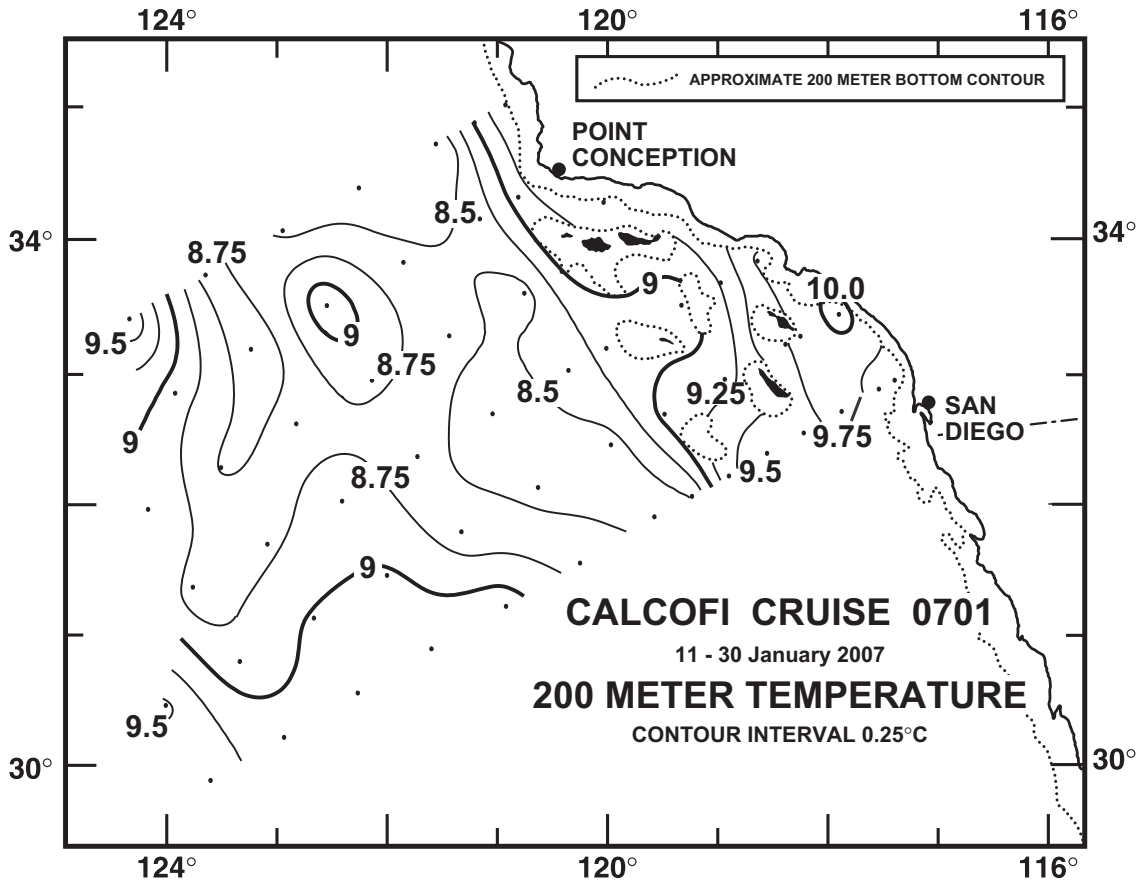 124° 120° 116°
APPROXIMATE 200 METER BOTTOM CONTOUR
POINT
CONCEPTION
8.5
34° 34°
8.75
9
10.0
9.5
9
8.75
8.5
9.25
SAN
DIEGO
9
9.75
9.5
8.75
9
CALCOFI CRUISE 0701
11 - 30 January 2007
200 METER TEMPERATURE
9.5
CONTOUR INTERVAL 0.25°C
30° 30°
124° 120° 116°